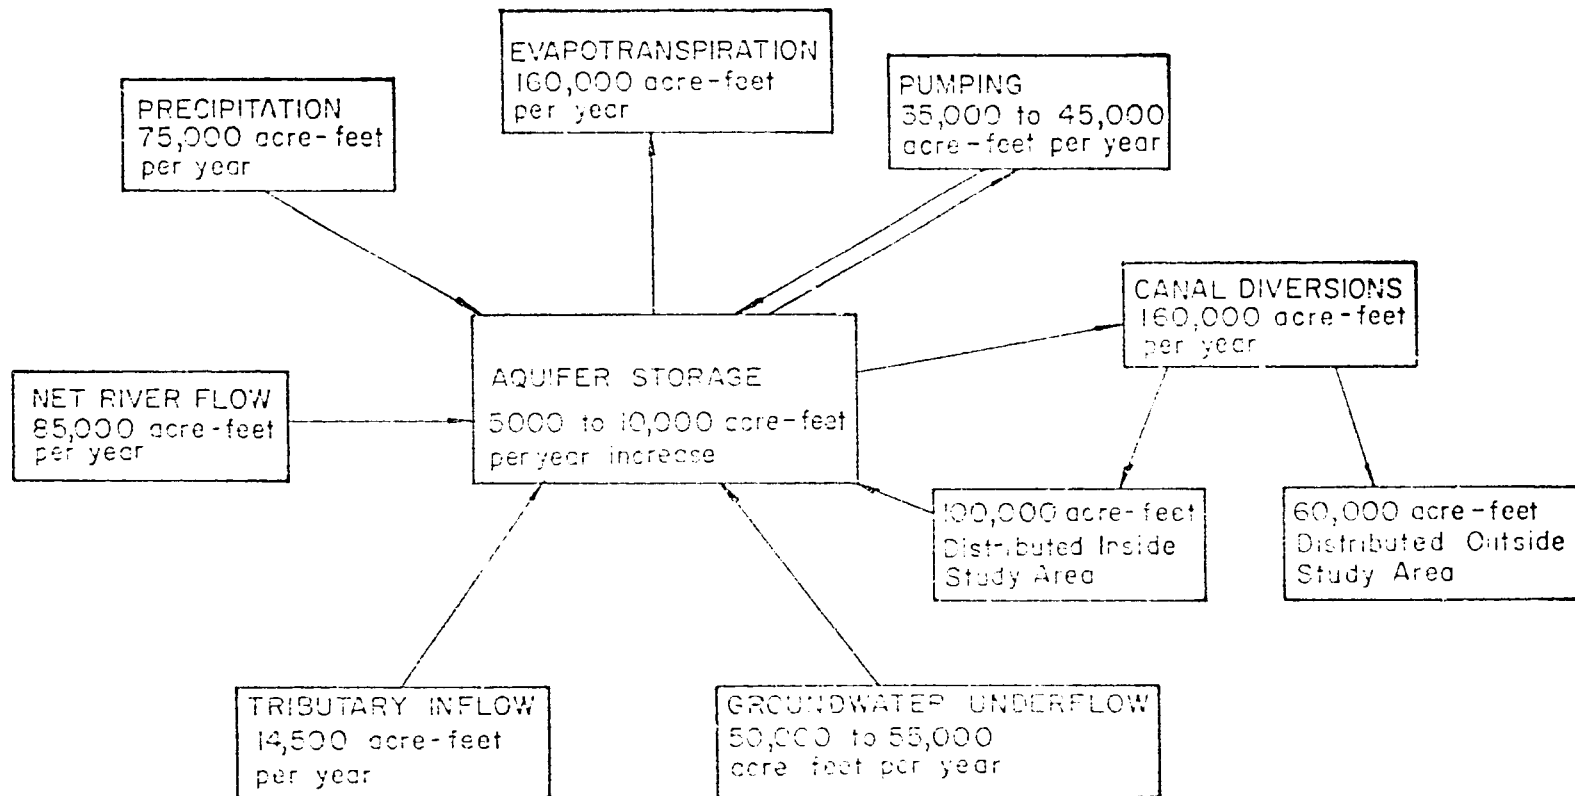 EVAPOTRANSPIRATION
160,000 acre-feet
per year
PRECIPITATION
75,000 acre-feet
per year
PUMPING
35,000 to 45,000
acre-feet per year
CANAL DIVERSIONS
160,000 acre-feet
per year
AQUIFER STORAGE
5000 to 10,000 acre-feet
per year increase
NET RIVER FLOW
85,000 acre-feet
per year
100,000 acre-feet
Distributed Inside
Study Area
60,000 acre-feet
Distributed Outside
Study Area
TRIBUTARY INFLOW
14,500 acre-feet
per year
GROUNDWATER UNDERFLOW
50,000 to 55,000
acre feet per year